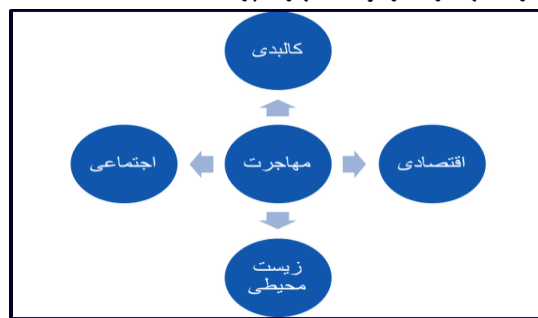 کالبدی
اقتصادی
مهاجرت
اجتماعی
زیست
محیطی